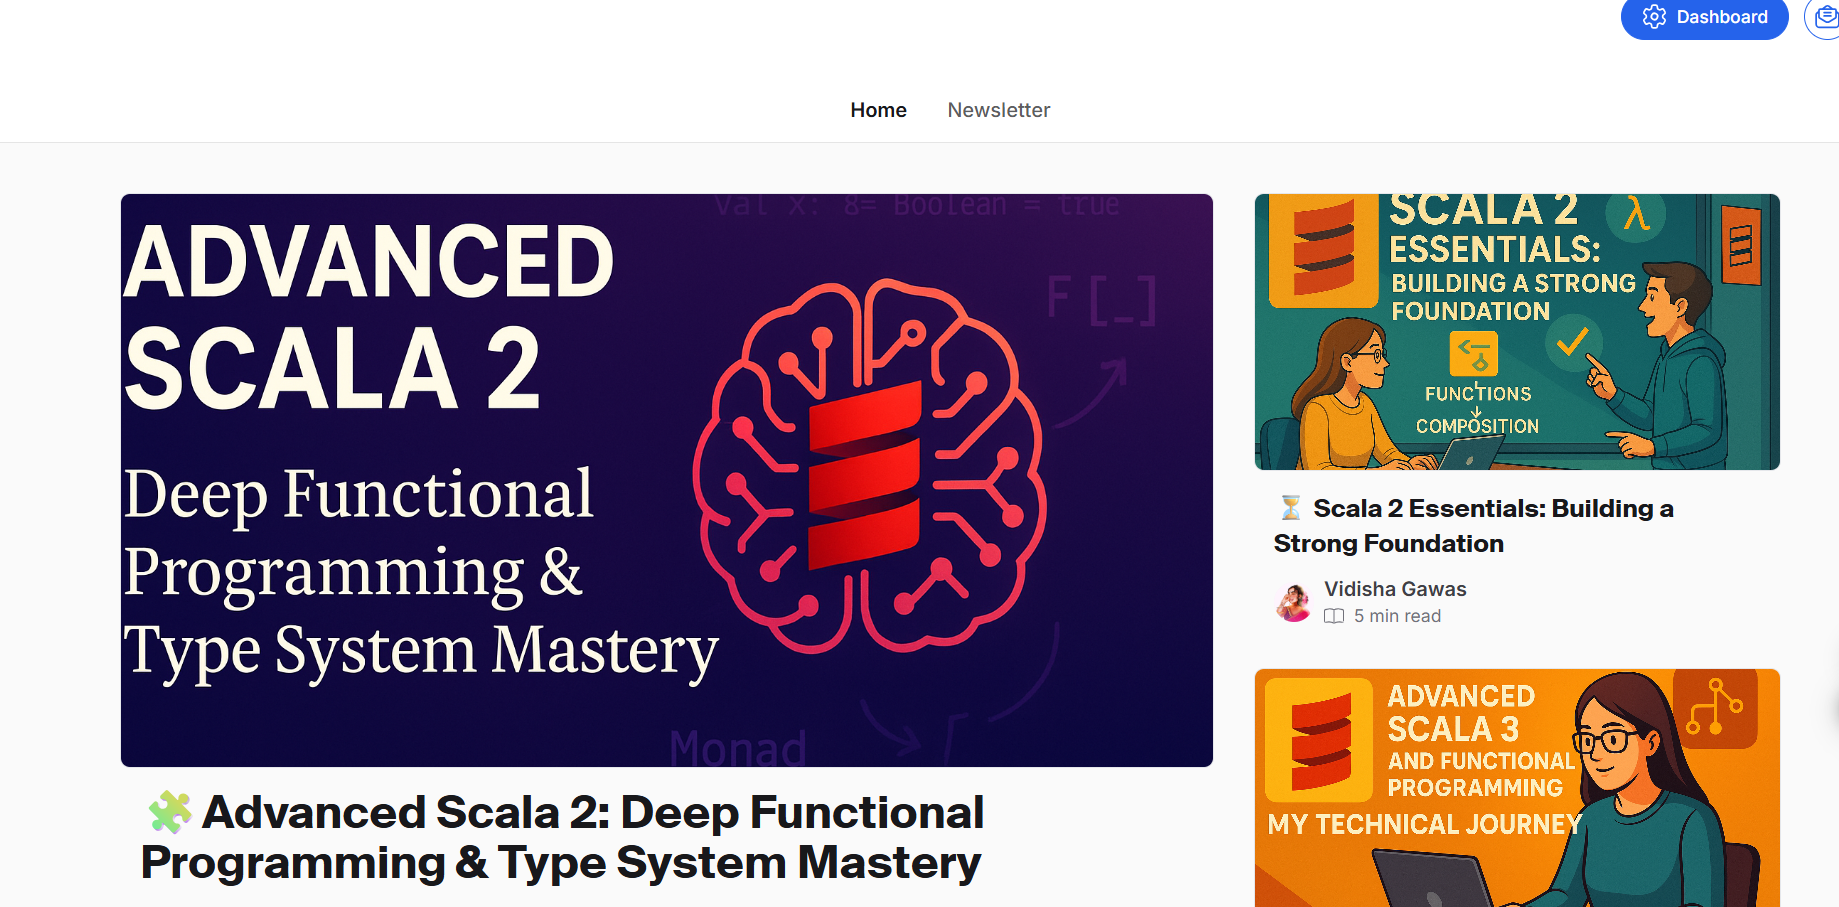 Dashboard
Home
Newsletter
Val x: 8= Boolean = true
ADVANCED
SCALA 2
F[_]
Deep Functional
Programming &
Type System Mastery
Monad
Advanced Scala 2: Deep Functional
Programming & Type System Mastery
SCALA 2
ESSENTIALS:
BUILDING A STRONG
FOUNDATION
λ
FUNCTIONS
COMPOSITION
Scala 2 Essentials: Building a
Strong Foundation
Vidisha Gawas
5 min read
ADVANCED
SCALA 3
AND FUNCTIONAL
PROGRAMMING
MY TECHNICAL JOURNEY